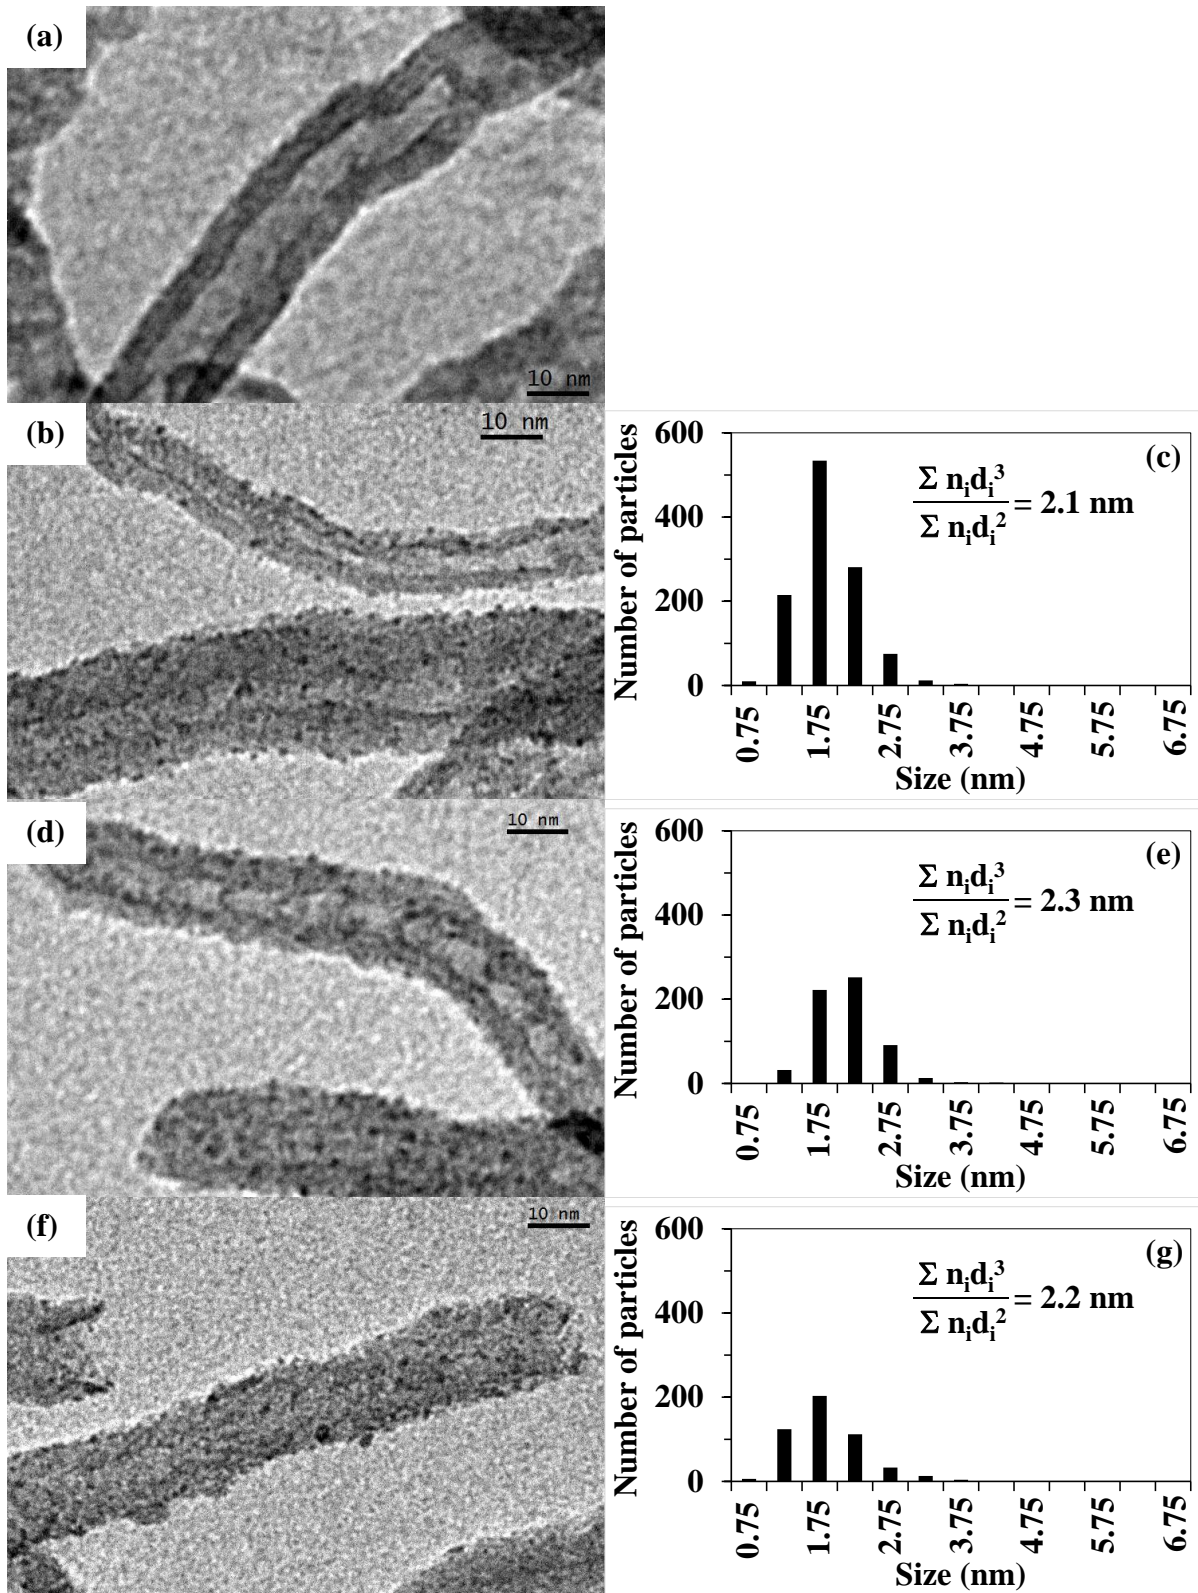 (a)
10 nm
(b)
10 nm
(c)
Number of particles
600
400
200
0
Σ nᵢdᵢ³
Σ nᵢdᵢ²
= 2.1 nm
0.75 1.75 2.75 3.75 4.75 5.75 6.75
Size (nm)
(d)
10 nm
(e)
Number of particles
600
400
200
0
Σ nᵢdᵢ³
Σ nᵢdᵢ²
= 2.3 nm
0.75 1.75 2.75 3.75 4.75 5.75 6.75
Size (nm)
(f)
10 nm
(g)
Number of particles
600
400
200
0
Σ nᵢdᵢ³
Σ nᵢdᵢ²
= 2.2 nm
0.75 1.75 2.75 3.75 4.75 5.75 6.75
Size (nm)